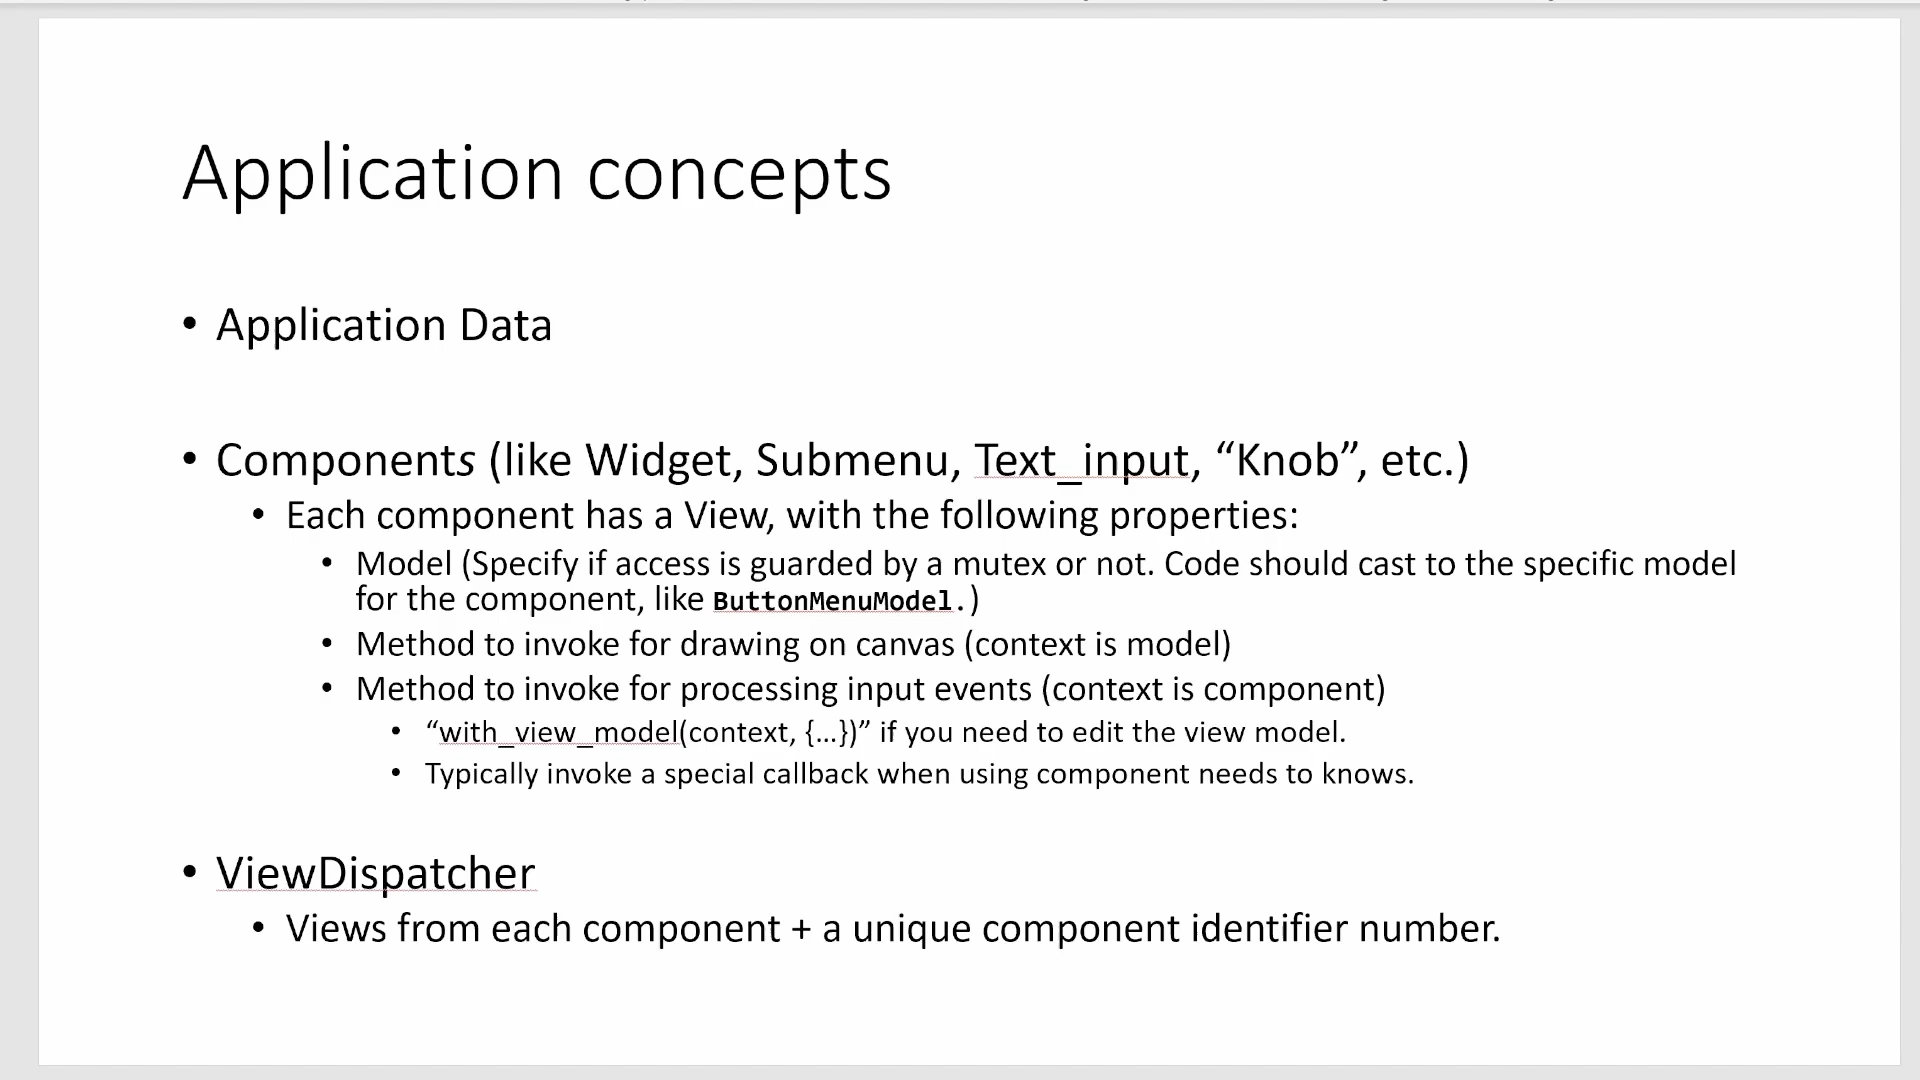 Application concepts
• Application Data
• Components (like Widget, Submenu, Text_input, “Knob”, etc.)
• Each component has a View, with the following properties:
• Model (Specify if access is guarded by a mutex or not. Code should cast to the specific model
for the component, like ButtonMenuModel.)
• Method to invoke for drawing on canvas (context is model)
• Method to invoke for processing input events (context is component)
• “with_view_model(context, {…})” if you need to edit the view model.
• Typically invoke a special callback when using component needs to knows.
• ViewDispatcher
• Views from each component + a unique component identifier number.